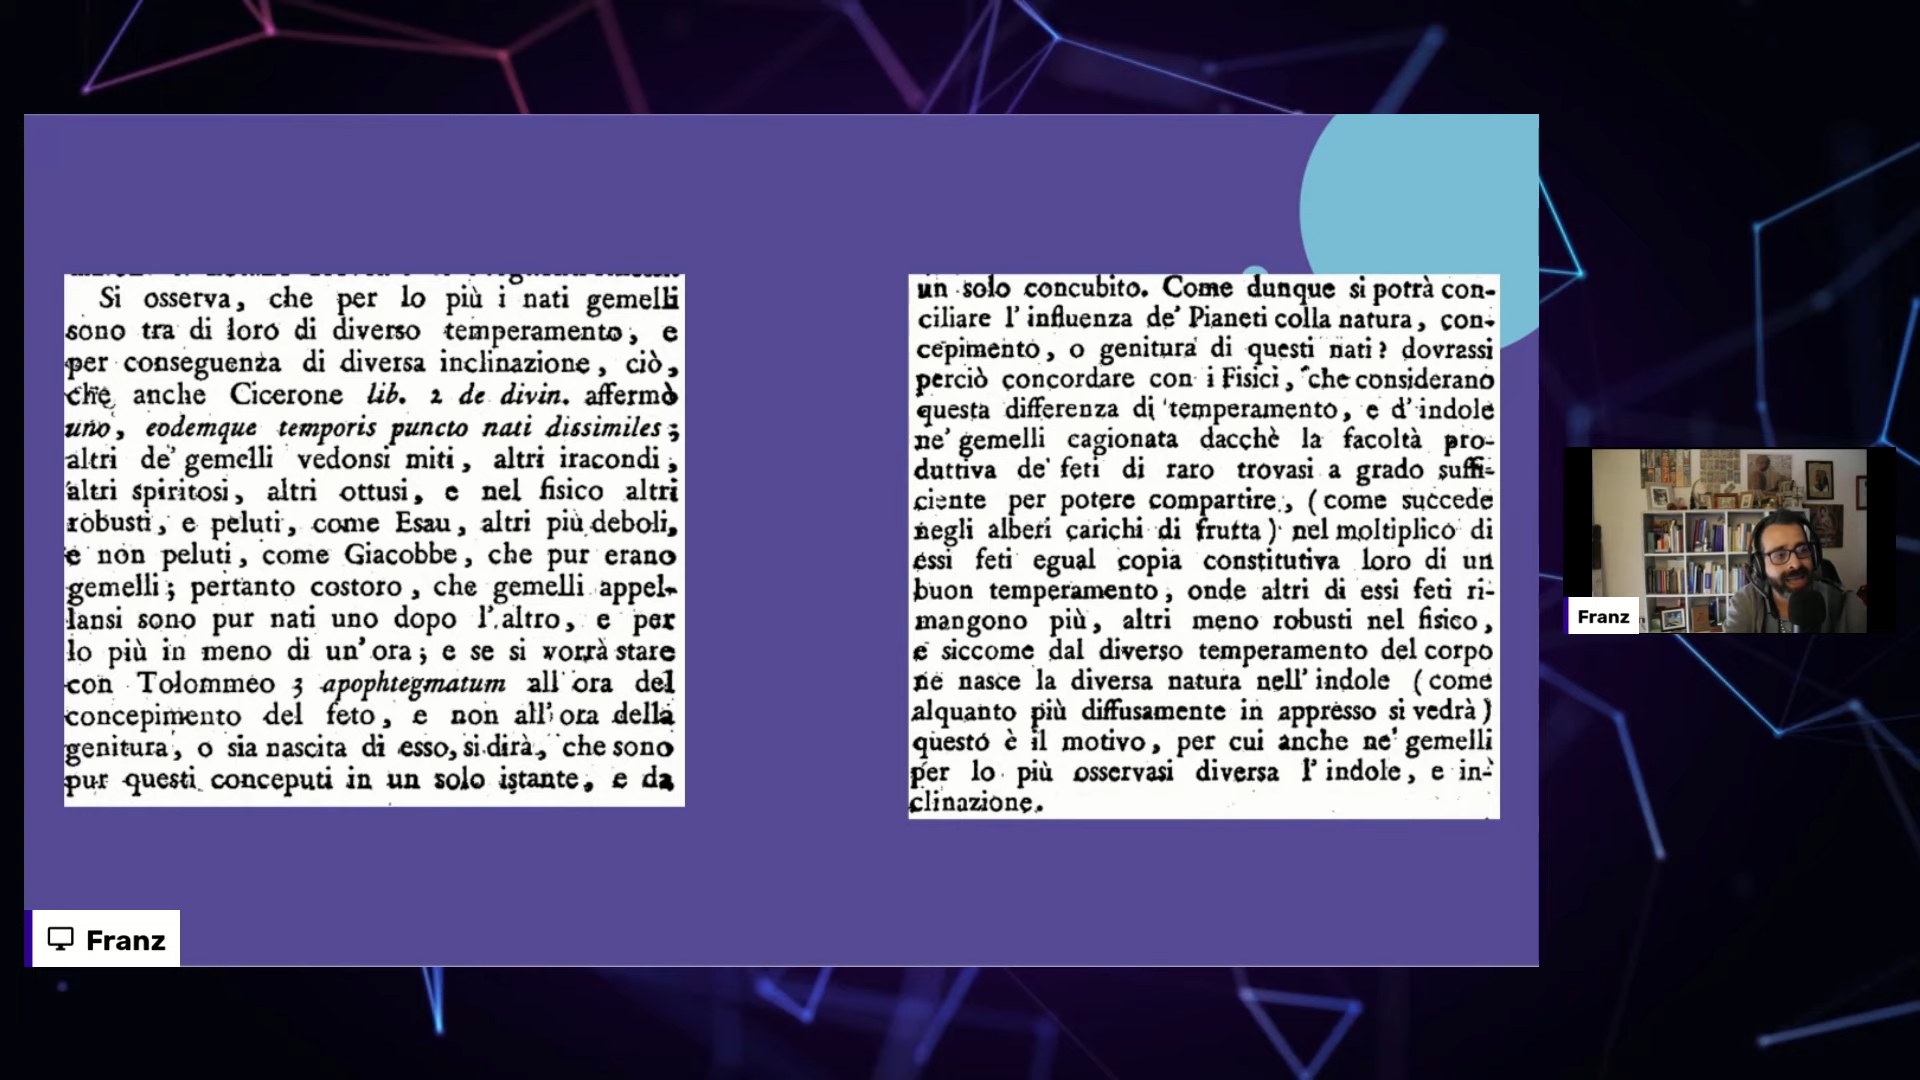 Si osserva, che per lo più i nati gemelli
sono tra di loro di diverso temperamento, e
per conseguenza di diversa inclinazione, ciò,
che anche Cicerone lib. 2 de divin. affermò
uno, eodemque temporis puncto nati dissimiles;
altri de' gemelli vedonsi miti, altri iracondi,
altri spiritosi, altri ottusi, e nel fisico altri
robusti, e peluti, come Esau, altri più deboli,
e non peluti, come Giacobbe, che pur erano
gemelli; pertanto costoro, che gemelli appel-
lansi sono pur nati uno dopo l'altro, e per
lo più in meno di un'ora; e se si vorrà stare
con Tolommeo 3 apophtegmatum all'ora del
concepimento del feto, e non all'ora della
genitura, o sia nascita di esso, si dirà, che sono
pur questi conceputi in un solo istante, e da
un solo concubito. Come dunque si potrà con-
ciliare l'influenza de' Pianeti colla natura, con-
cepimento, o genitura di questi nati? dovrassi
perciò concordare con i Fisici, che considerano
questa differenza di temperamento, e d'indole
ne' gemelli cagionata dacchè la facoltà pro-
duttiva de' feti di raro trovasi a grado suffi-
ciente per potere compartire, (come succede
negli alberi carichi di frutta) nel moltiplico di
essi feti egual copia constitutiva loro di un
buon temperamento, onde altri di essi feti ri-
mangono più, altri meno robusti nel fisico,
e siccome dal diverso temperamento del corpo
ne nasce la diversa natura nell'indole (come
alquanto più diffusamente in appresso si vedrà)
questo è il motivo, per cui anche ne' gemelli
per lo più osservasi diversa l'indole, e in-
clinazione.
Franz
Franz